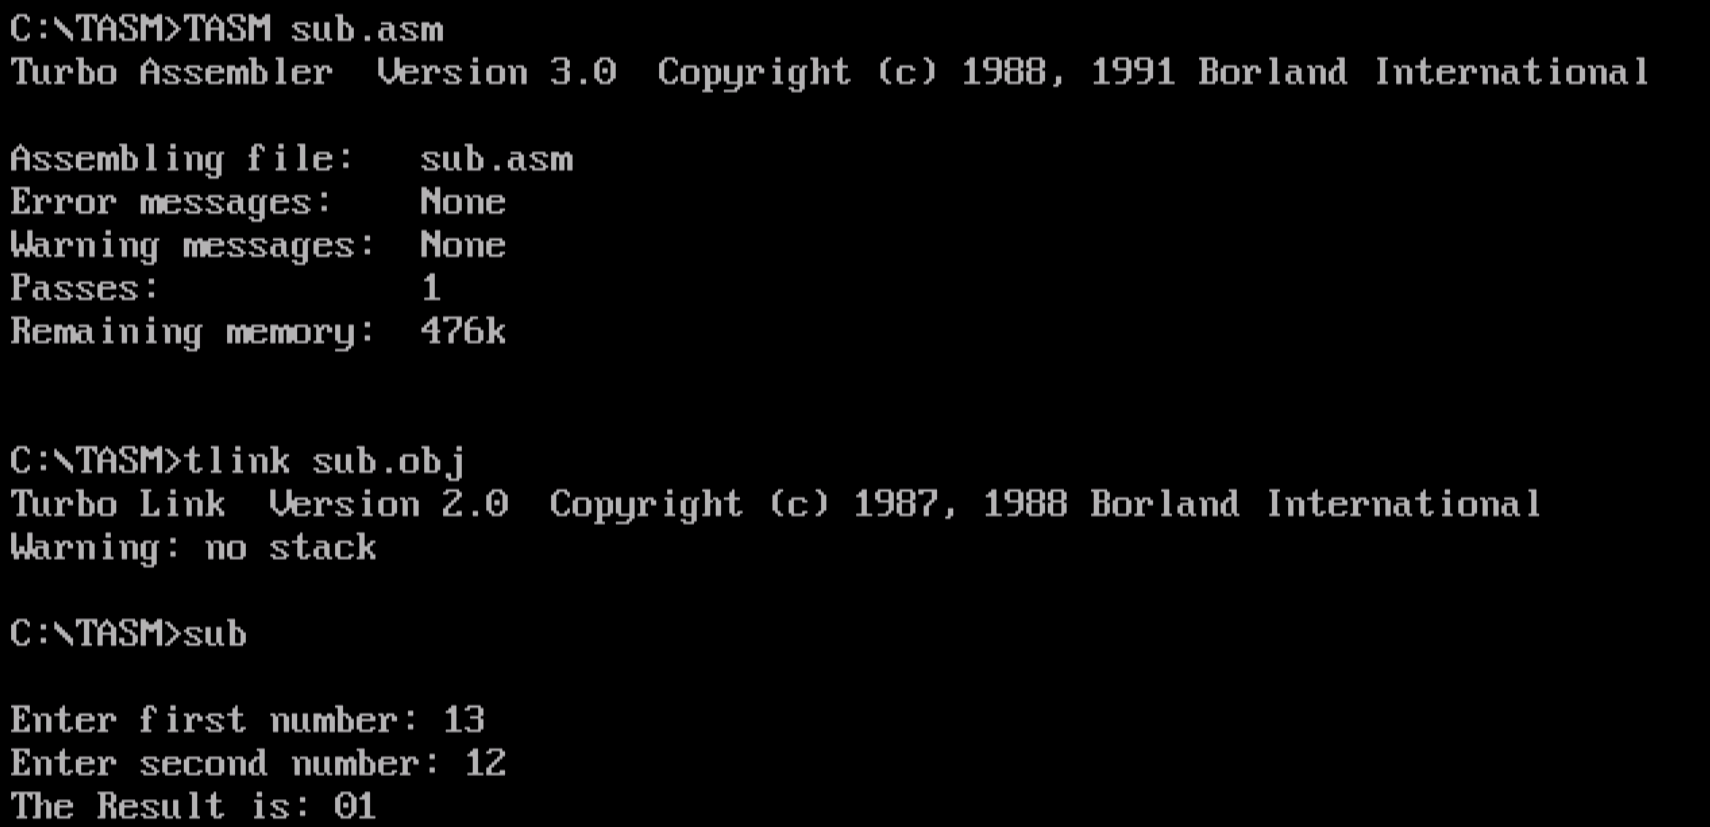 C:\TASM>TASM sub.asm
Turbo Assembler  Version 3.0  Copyright (c) 1988, 1991 Borland International
Assembling file:   sub.asm
Error messages:    None
Warning messages:  None
Passes:            1
Remaining memory:  476k
C:\TASM>tlink sub.obj
Turbo Link  Version 2.0  Copyright (c) 1987, 1988 Borland International
Warning: no stack
C:\TASM>sub
Enter first number: 13
Enter second number: 12
The Result is: 01